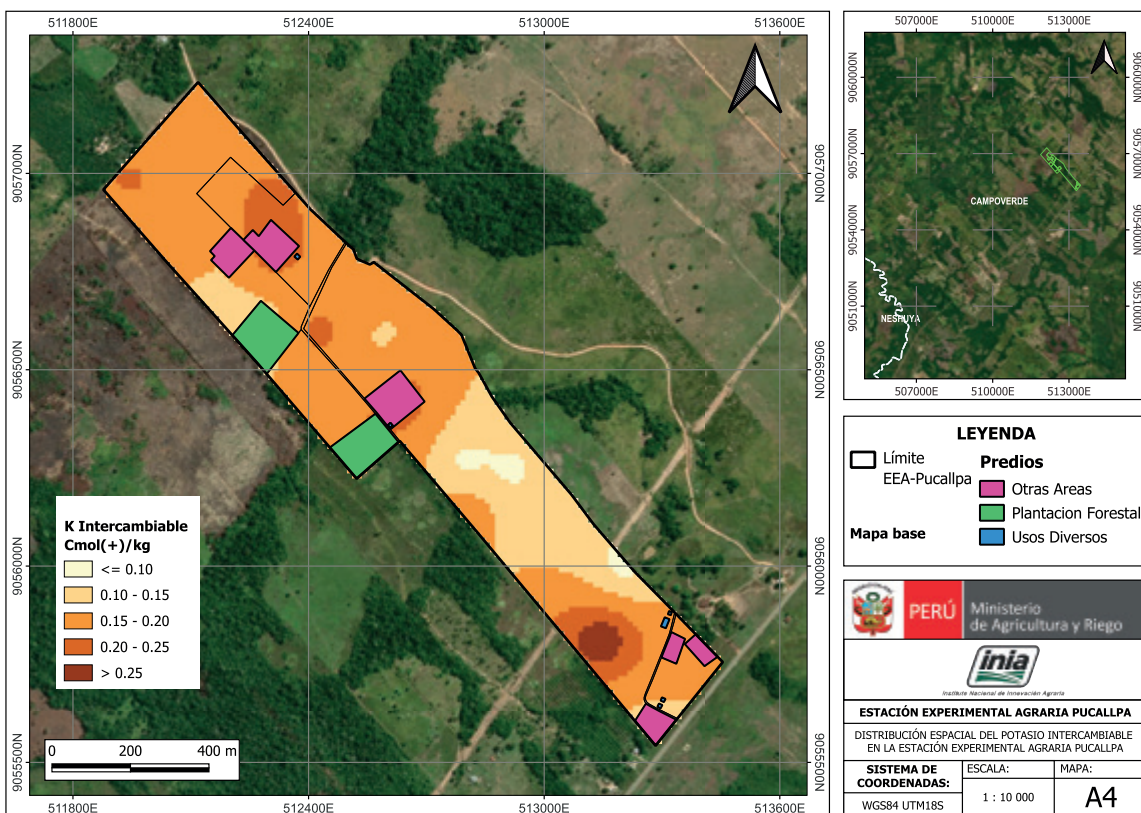 511800E
512400E
513000E
513600E
9057000N
9056500N
9056000N
9055500N
9057000N
9056500N
9056000N
9055500N
K Intercambiable
Cmol(+)/kg
<= 0.10
0.10 - 0.15
0.15 - 0.20
0.20 - 0.25
> 0.25
0 200 400 m
511800E
512400E
513000E
513600E
507000E
510000E
513000E
9060000N
9057000N
9054000N
9051000N
9060000N
9057000N
9054000N
9051000N
CAMPOVERDE
NESHUYA
507000E
510000E
513000E
LEYENDA
Límite
EEA-Pucallpa
Mapa base
Predios
Otras Areas
Plantacion Forestal
Usos Diversos
PERÚ
Ministerio
de Agricultura y Riego
inia
Instituto Nacional de Innovación Agraria
ESTACIÓN EXPERIMENTAL AGRARIA PUCALLPA
DISTRIBUCIÓN ESPACIAL DEL POTASIO INTERCAMBIABLE
EN LA ESTACIÓN EXPERIMENTAL AGRARIA PUCALLPA
SISTEMA DE
COORDENADAS:
WGS84 UTM18S
ESCALA:
1 : 10 000
MAPA:
A4